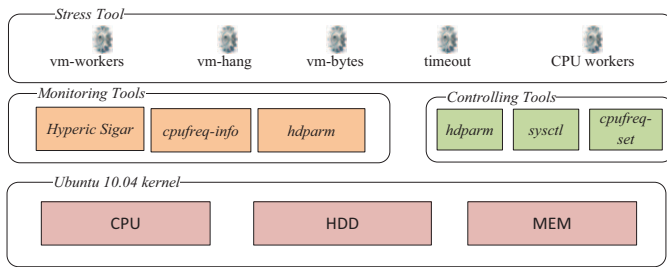 Stress Tool
vm-workers vm-hang vm-bytes timeout CPU workers
Monitoring Tools
Hyperic Sigar cpufreq-info hdparm
Controlling Tools
hdparm sysctl cpufreq-
set
Ubuntu 10.04 kernel
CPU HDD MEM